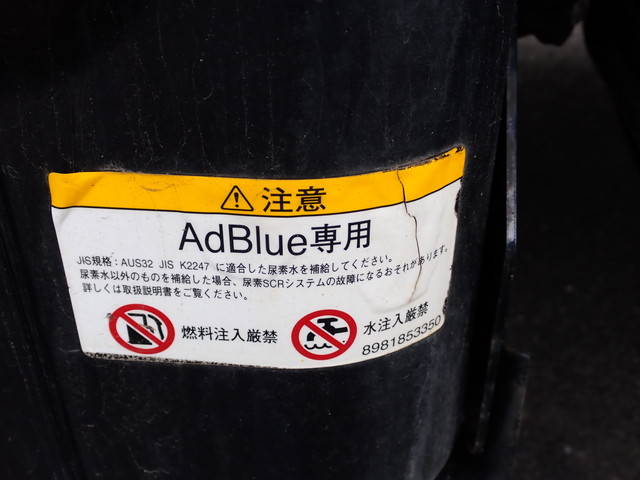 注意
AdBlue専用
JIS規格：AUS32 JIS K2247 に適合した尿素水を補給してください。
尿素水以外のものを補給した場合、尿素SCRシステムの故障になるおそれがあります。
詳しくは取扱説明書をご覧ください。
燃料注入厳禁
水注入厳禁
8981853350